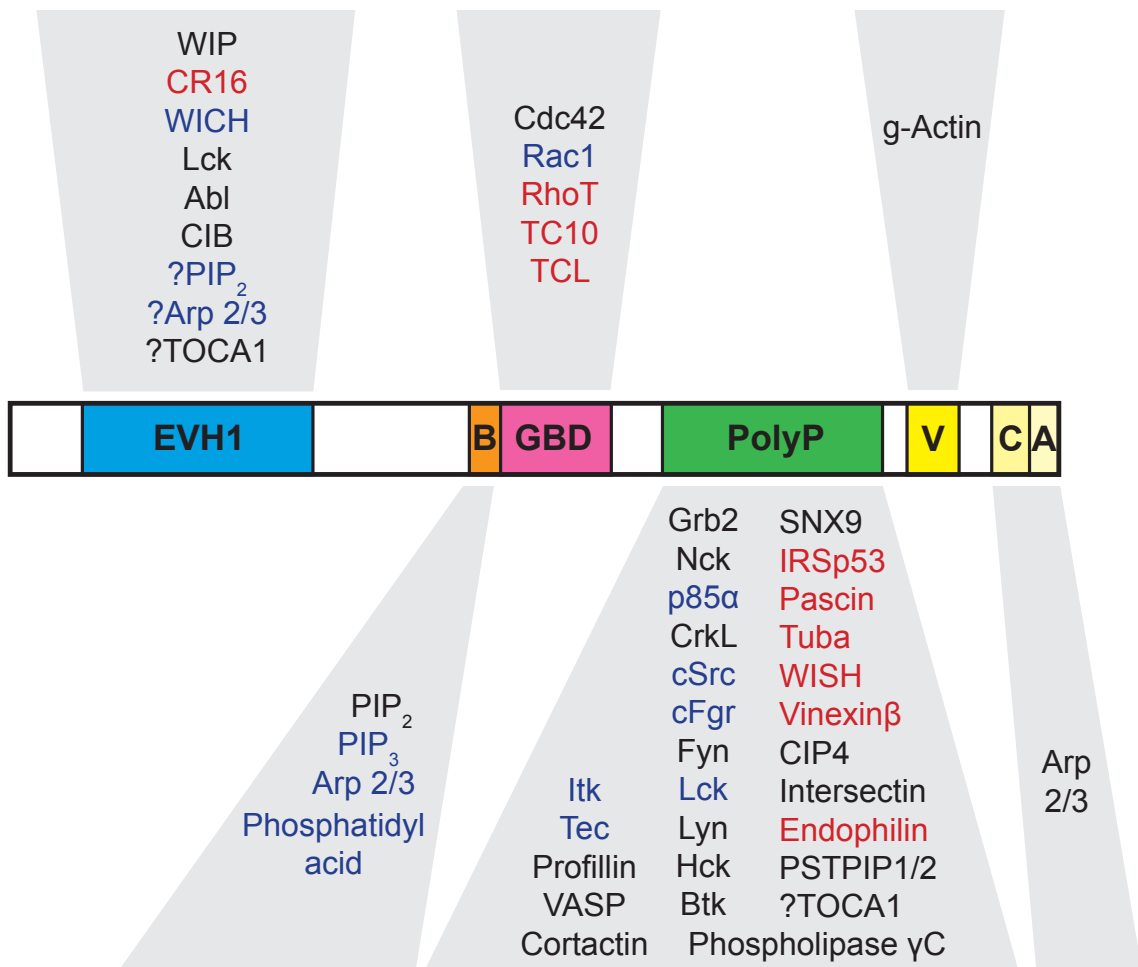 WIP
CR16
WICH
Lck
Abl
CIB
?PIP2
?Arp 2/3
?TOCA1
Cdc42
Rac1
RhoT
TC10
TCL
g-Actin
EVH1 B GBD PolyP V C A
PIP2
PIP3
Arp 2/3
Phosphatidyl
acid
Itk
Tec
Profillin
VASP
Cortactin
Grb2
Nck
p85α
CrkL
cSrc
cFgr
Fyn
Lck
Lyn
Hck
Btk
SNX9
IRSp53
Pascin
Tuba
WISH
Vinexinβ
CIP4
Intersectin
Endophilin
PSTPIP1/2
?TOCA1
Phospholipase γC
Arp
2/3